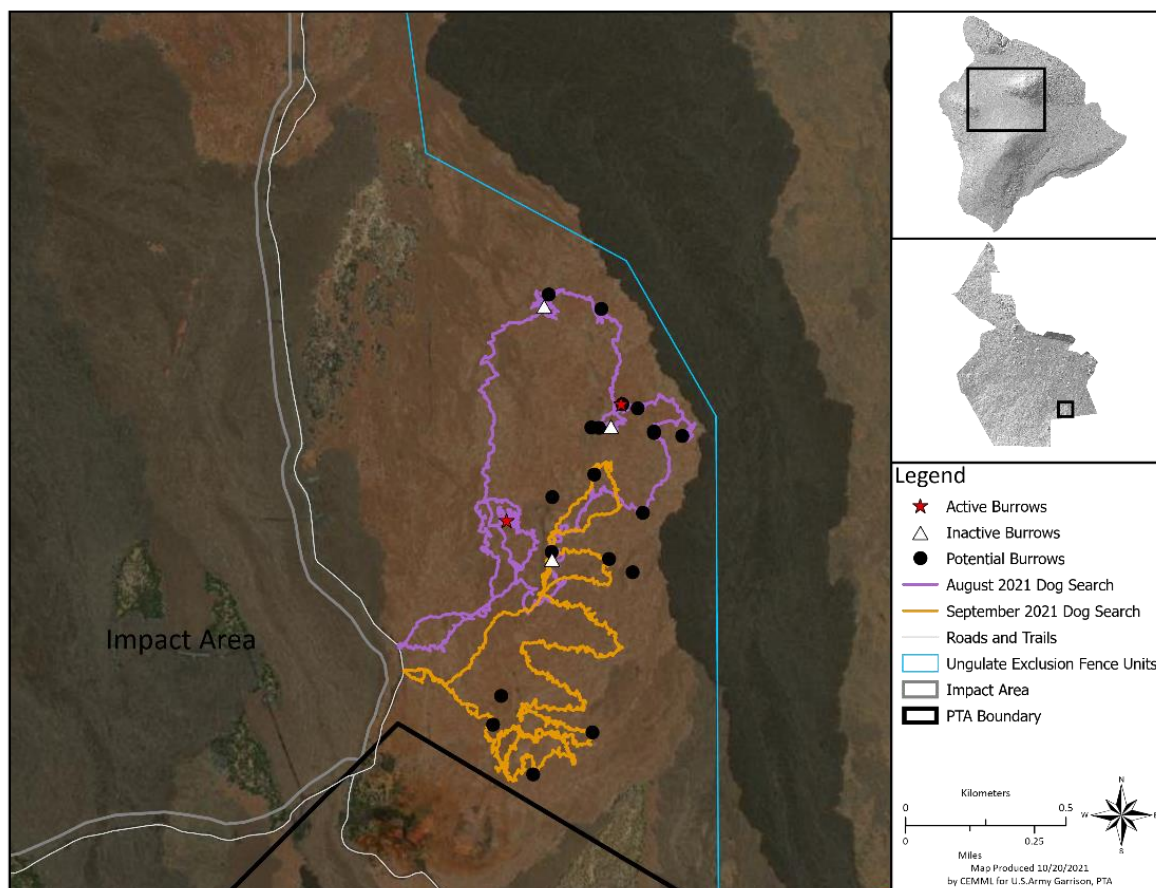 Impact Area
Legend
Active Burrows
Inactive Burrows
Potential Burrows
August 2021 Dog Search
September 2021 Dog Search
Roads and Trails
Ungulate Exclusion Fence Units
Impact Area
PTA Boundary
Kilometers
0 0.5
0 0.25
Miles
N
W E
S
Map Produced 10/20/2021
by CEMML for U.S.Army Garrison, PTA